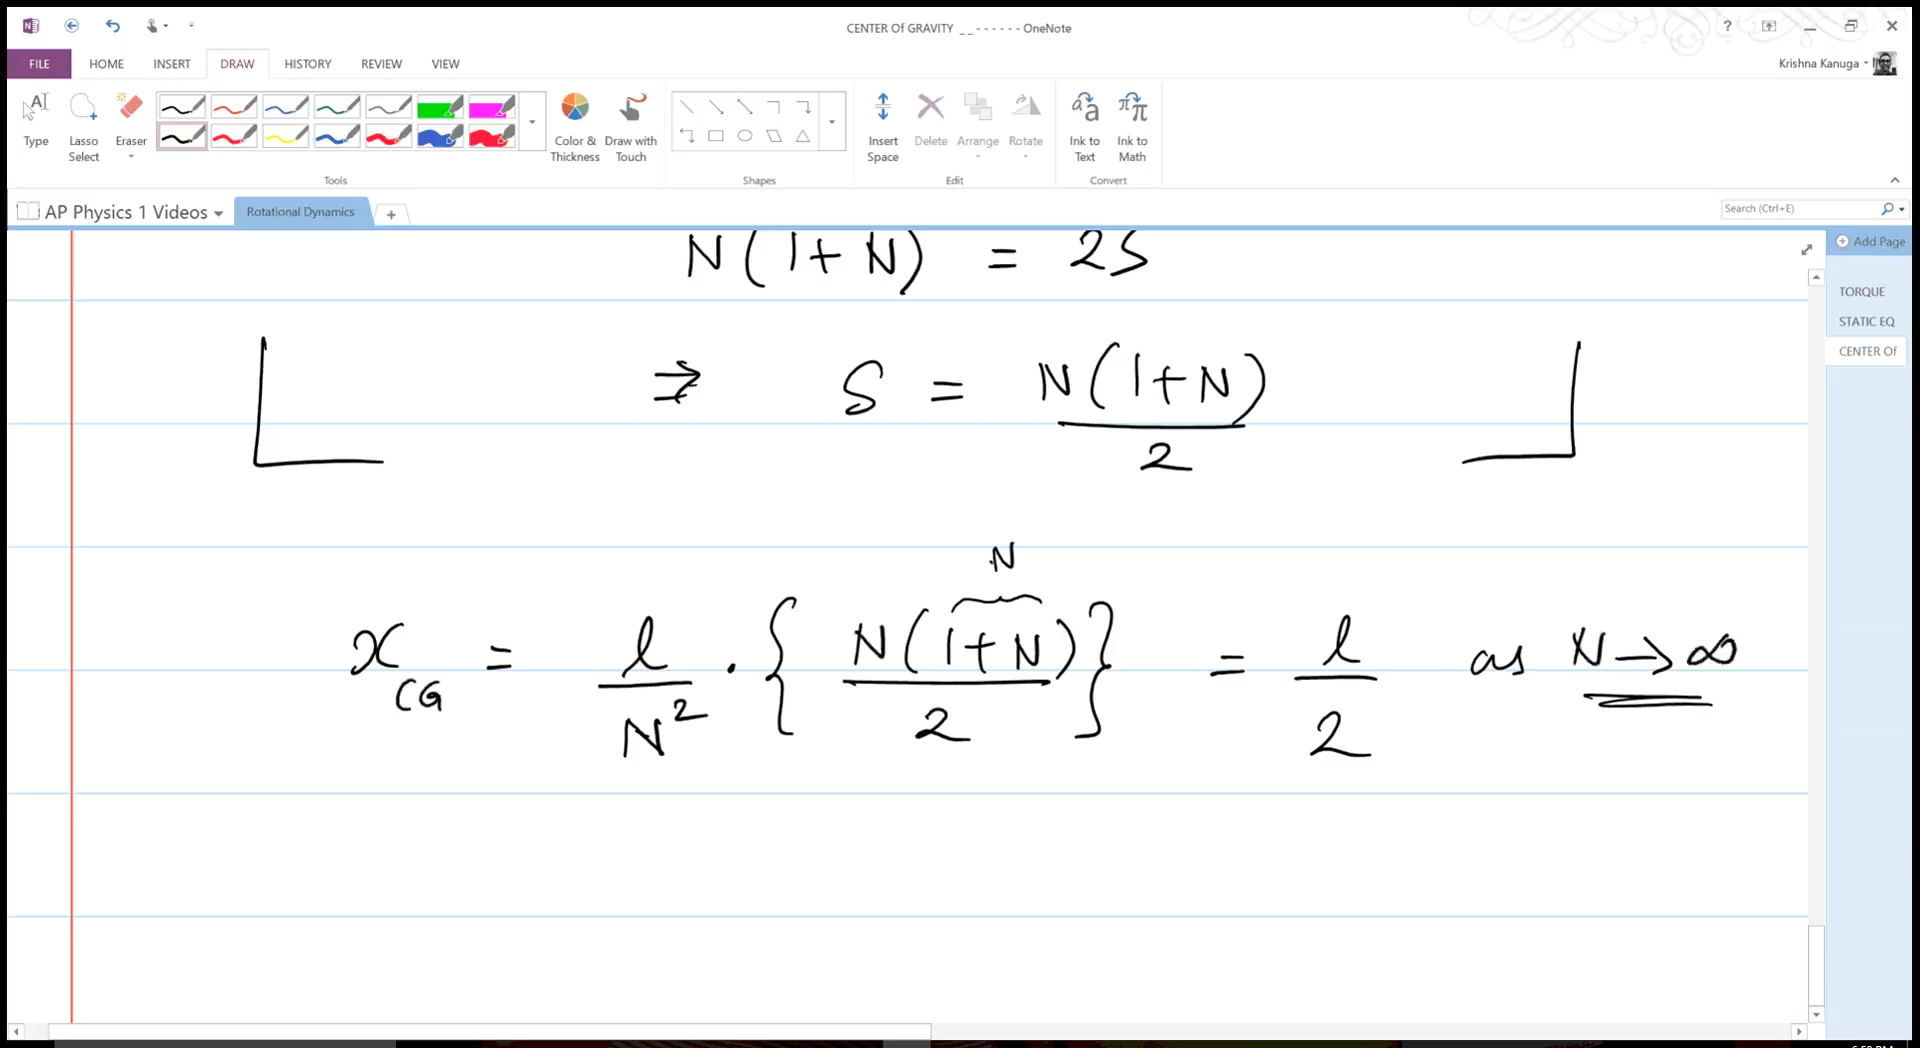 CENTER Of GRAVITY _ _ - - - - - - OneNote
?
FILE HOME INSERT DRAW HISTORY REVIEW VIEW
Krishna Kanuga
Type
Lasso Select
Eraser
Color & Thickness
Draw with Touch
Insert Space
Delete
Arrange
Rotate
Ink to Text
Ink to Math
Tools
Shapes
Edit
Convert
AP Physics 1 Videos
Rotational Dynamics
+
Search (Ctrl+E)
Add Page
TORQUE
STATIC EQ
CENTER Of
N(1+N) = 2S
⇒ S = N(1+N) / 2
N
x_CG = l/N² · { N(1+N) / 2 } = l/2 as N → ∞